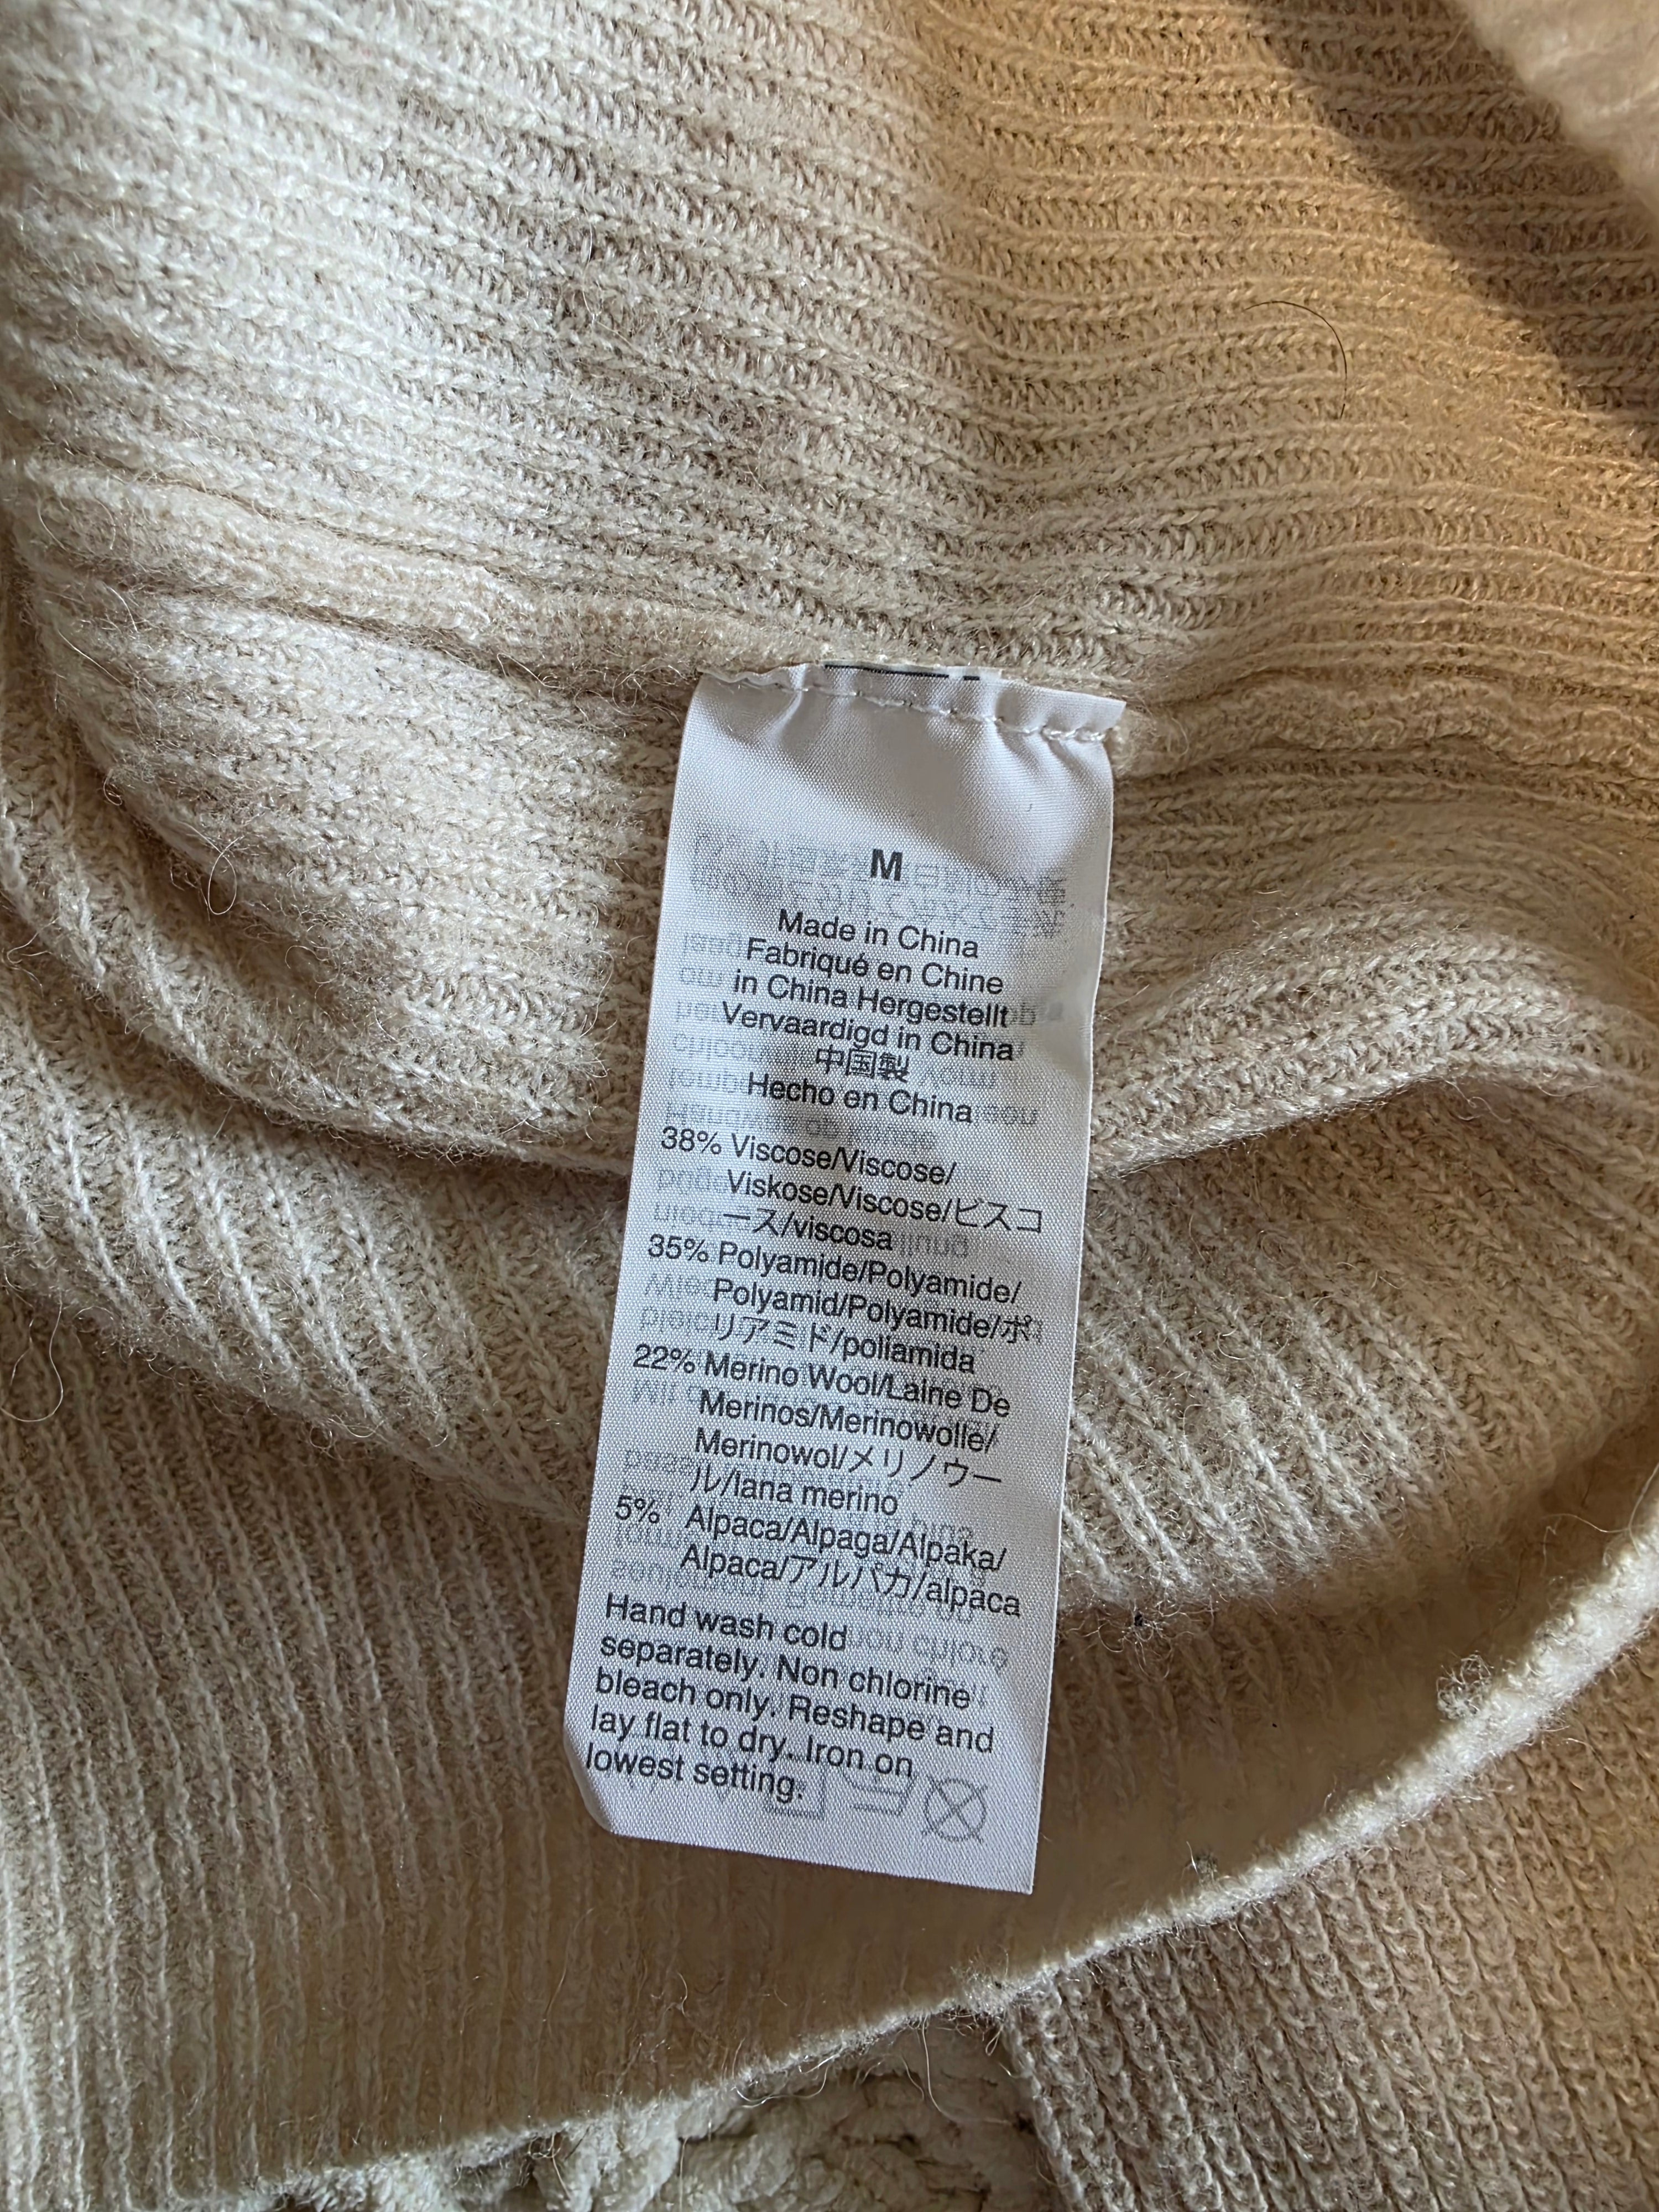 M
Made in China
Fabriqué en Chine
in China Hergestellt
Vervaardigd in China
中国製
Hecho en China
38% Viscose/Viscose/
Viskose/Viscose/ビスコ
ース/viscosa
35% Polyamide/Polyamide/
Polyamid/Polyamide/ポ
リアミド/poliamida
22% Merino Wool/Laine De
Merinos/Merinowolle/
Merinowol/メリノウー
ル/lana merino
5% Alpaca/Alpaga/Alpaka/
Alpaca/アルパカ/alpaca
Hand wash cold
separately. Non chlorine
bleach only. Reshape and
lay flat to dry. Iron on
lowest setting.